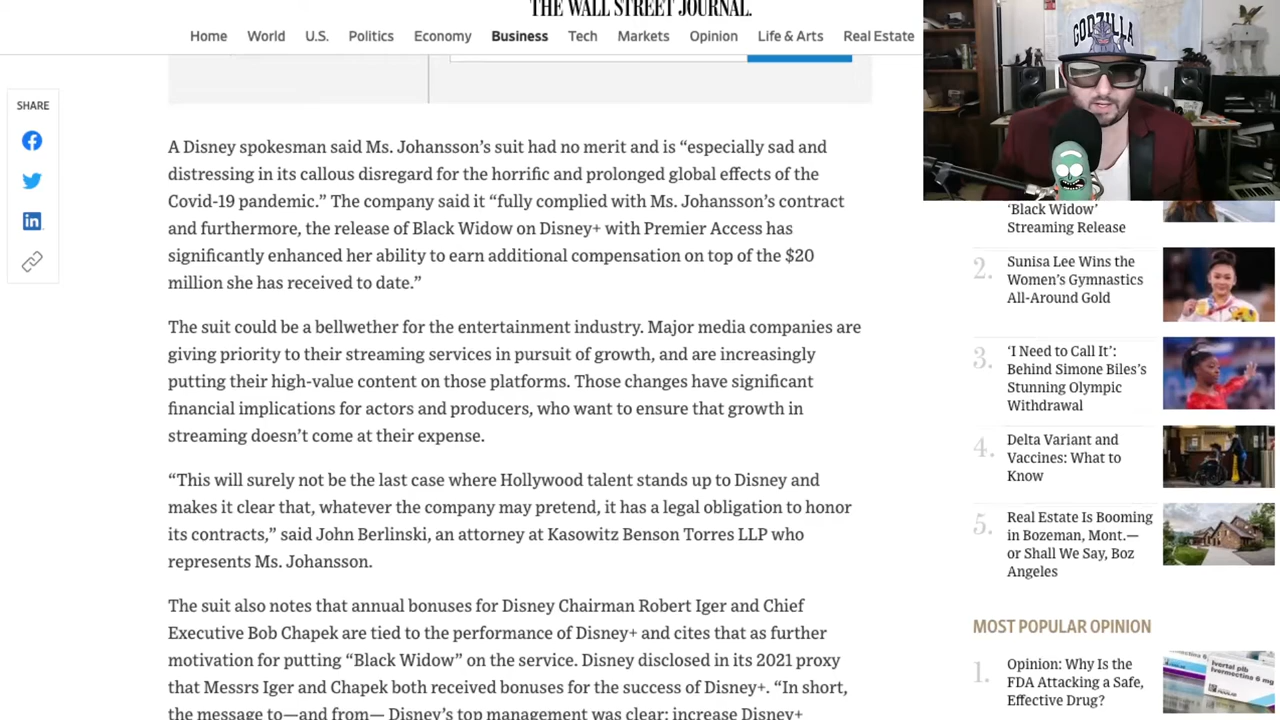 THE WALL STREET JOURNAL.
Home World U.S. Politics Economy Business Tech Markets Opinion Life & Arts Real Estate
GODZILLA
SHARE
A Disney spokesman said Ms. Johansson’s suit had no merit and is “especially sad and
distressing in its callous disregard for the horrific and prolonged global effects of the
Covid-19 pandemic.” The company said it “fully complied with Ms. Johansson’s contract
and furthermore, the release of Black Widow on Disney+ with Premier Access has
significantly enhanced her ability to earn additional compensation on top of the $20
million she has received to date.”
The suit could be a bellwether for the entertainment industry. Major media companies are
giving priority to their streaming services in pursuit of growth, and are increasingly
putting their high-value content on those platforms. Those changes have significant
financial implications for actors and producers, who want to ensure that growth in
streaming doesn’t come at their expense.
“This will surely not be the last case where Hollywood talent stands up to Disney and
makes it clear that, whatever the company may pretend, it has a legal obligation to honor
its contracts,” said John Berlinski, an attorney at Kasowitz Benson Torres LLP who
represents Ms. Johansson.
The suit also notes that annual bonuses for Disney Chairman Robert Iger and Chief
Executive Bob Chapek are tied to the performance of Disney+ and cites that as further
motivation for putting “Black Widow” on the service. Disney disclosed in its 2021 proxy
that Messrs Iger and Chapek both received bonuses for the success of Disney+. “In short,
the message to—and from— Disney’s top management was clear: increase Disney+
‘Black Widow’
Streaming Release
2. Sunisa Lee Wins the
Women’s Gymnastics
All-Around Gold
3. ‘I Need to Call It’:
Behind Simone Biles’s
Stunning Olympic
Withdrawal
4. Delta Variant and
Vaccines: What to
Know
5. Real Estate Is Booming
in Bozeman, Mont.—
or Shall We Say, Boz
Angeles
MOST POPULAR OPINION
1. Opinion: Why Is the
FDA Attacking a Safe,
Effective Drug?